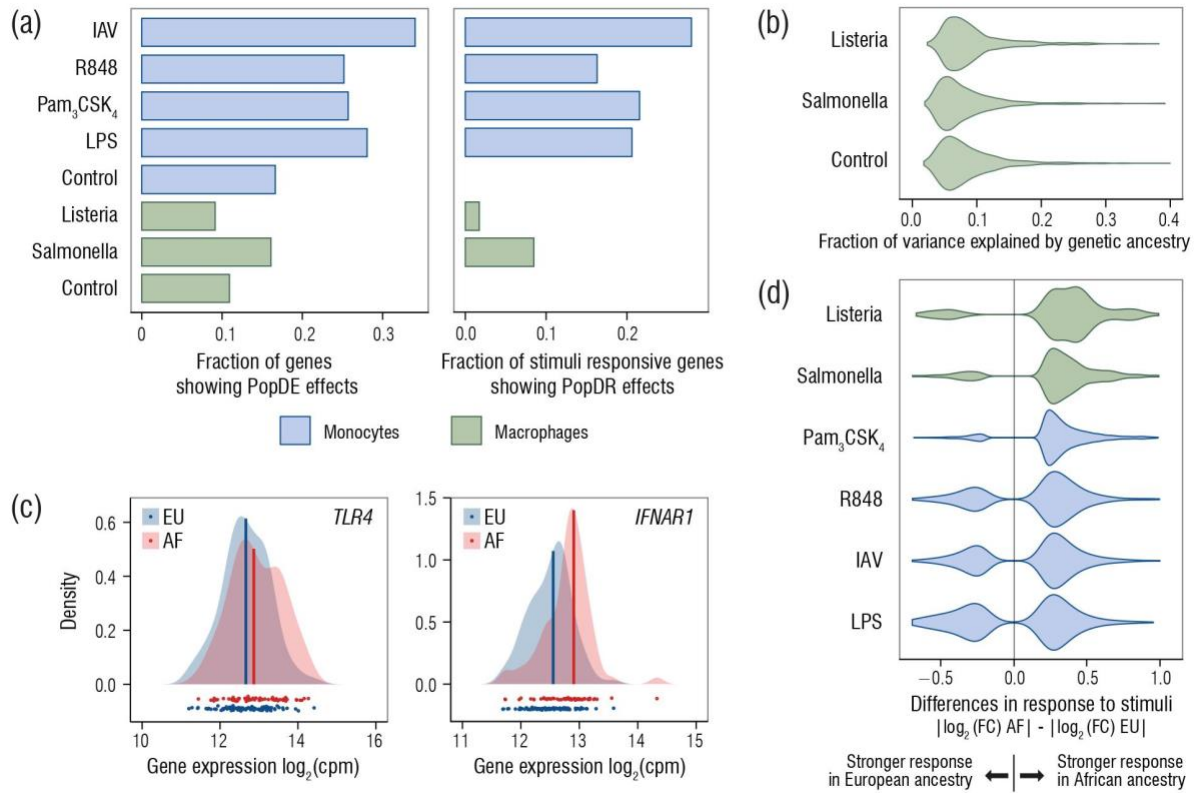 (a)
IAV
R848
Pam₃CSK₄
LPS
Control
Listeria
Salmonella
Control
0
0.1
0.2
0.3
Fraction of genes
showing PopDE effects
0.0
0.1
0.2
Fraction of stimuli responsive genes
showing PopDR effects
Monocytes
Macrophages
(b)
Listeria
Salmonella
Control
0.0
0.1
0.2
0.3
0.4
Fraction of variance explained by genetic ancestry
(c)
EU
AF
TLR4
Density
0.6
0.4
0.2
0.0
10
12
14
16
Gene expression log₂(cpm)
EU
AF
IFNAR1
1.5
1.0
0.5
0.0
11
12
13
14
15
Gene expression log₂(cpm)
(d)
Listeria
Salmonella
Pam₃CSK₄
R848
IAV
LPS
−0.5
0.0
0.5
1.0
Differences in response to stimuli
|log₂(FC) AF| - |log₂(FC) EU|
Stronger response
in European ancestry
Stronger response
in African ancestry